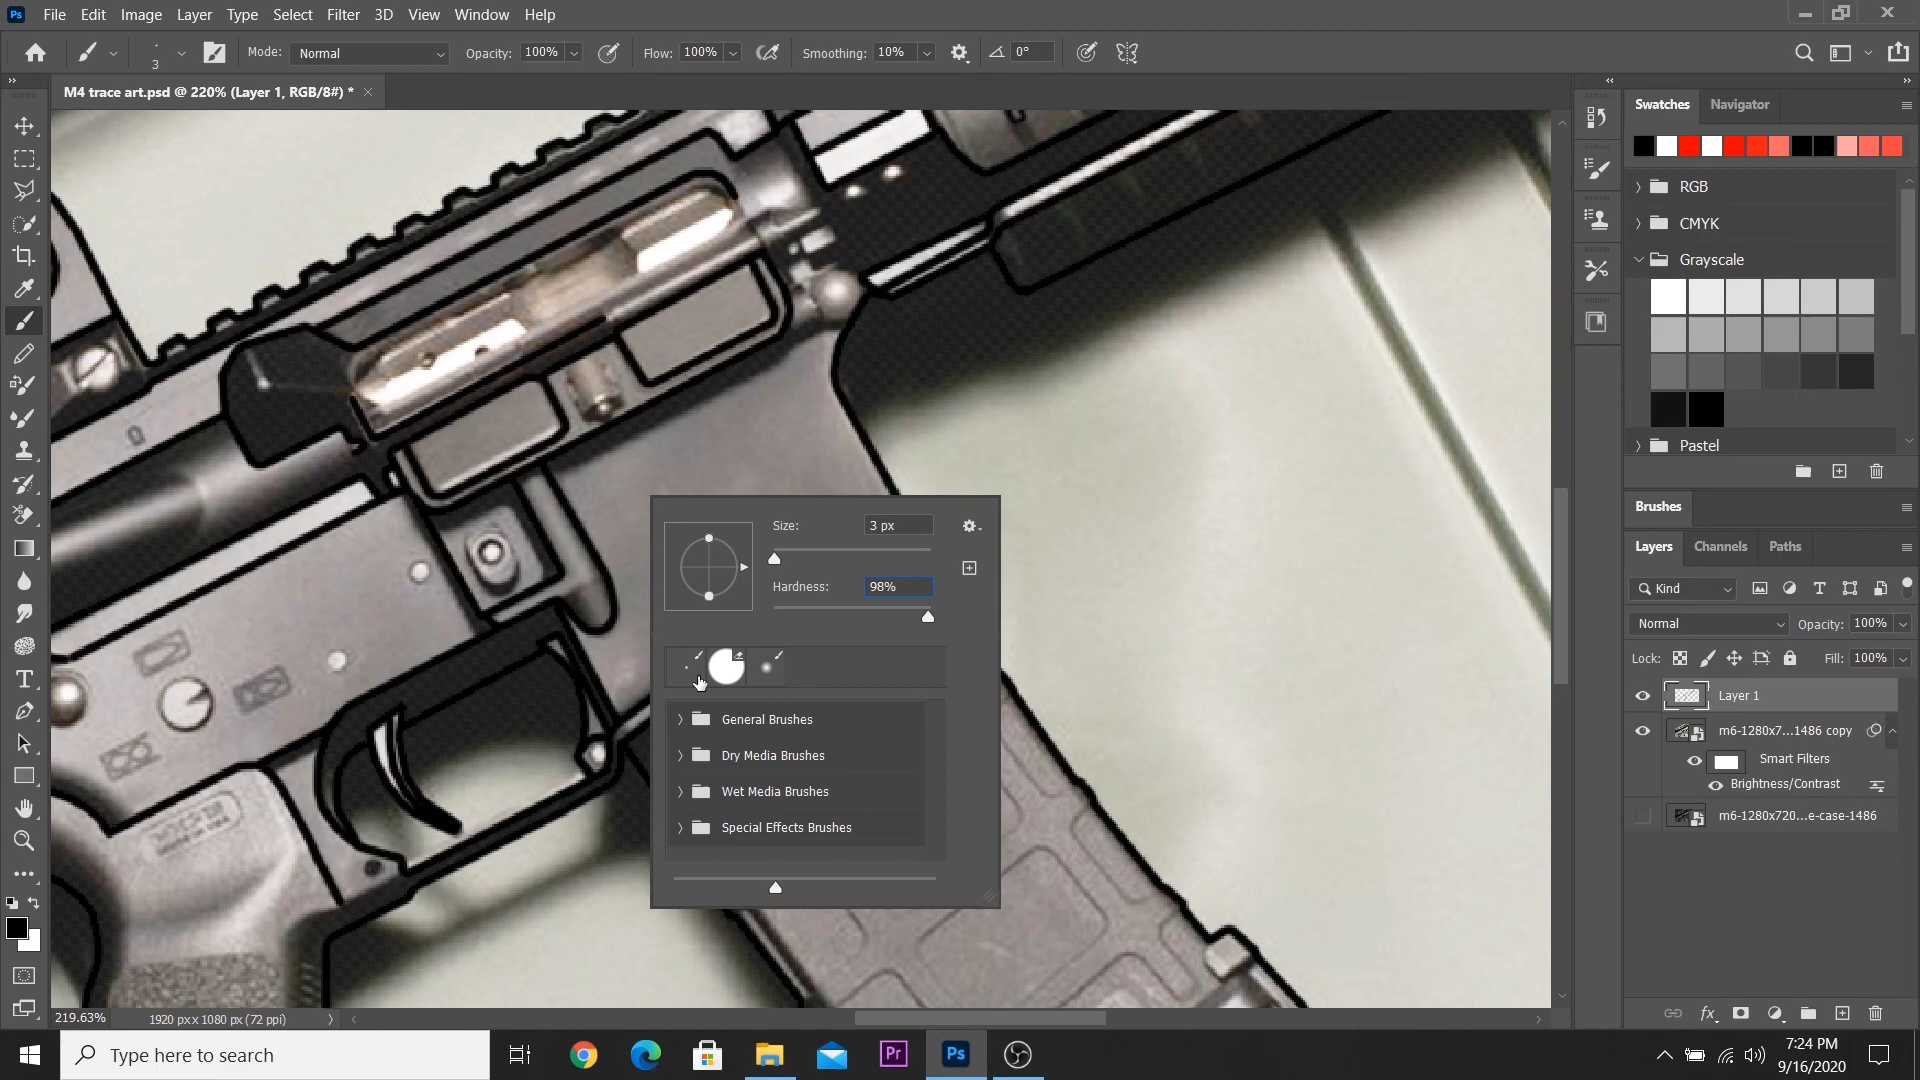 Ps File Edit Image Layer Type Select Filter 3D View Window Help
3 Mode: Normal Opacity: 100% Flow: 100% Smoothing: 10% 0°
M4 trace art.psd @ 220% (Layer 1, RGB/8#) * ×
Swatches Navigator
RGB
CMYK
Grayscale
Pastel
Brushes
Layers Channels Paths
Kind
Normal Opacity: 100%
Lock: Fill: 100%
Layer 1
m6-1280x7...1486 copy
Smart Filters
Brightness/Contrast
m6-1280x720...e-case-1486
Size: 3 px
Hardness: 98%
General Brushes
Dry Media Brushes
Wet Media Brushes
Special Effects Brushes
219.63% 1920 px x 1080 px (72 ppi)
Type here to search
Pr Ps
7:24 PM
9/16/2020